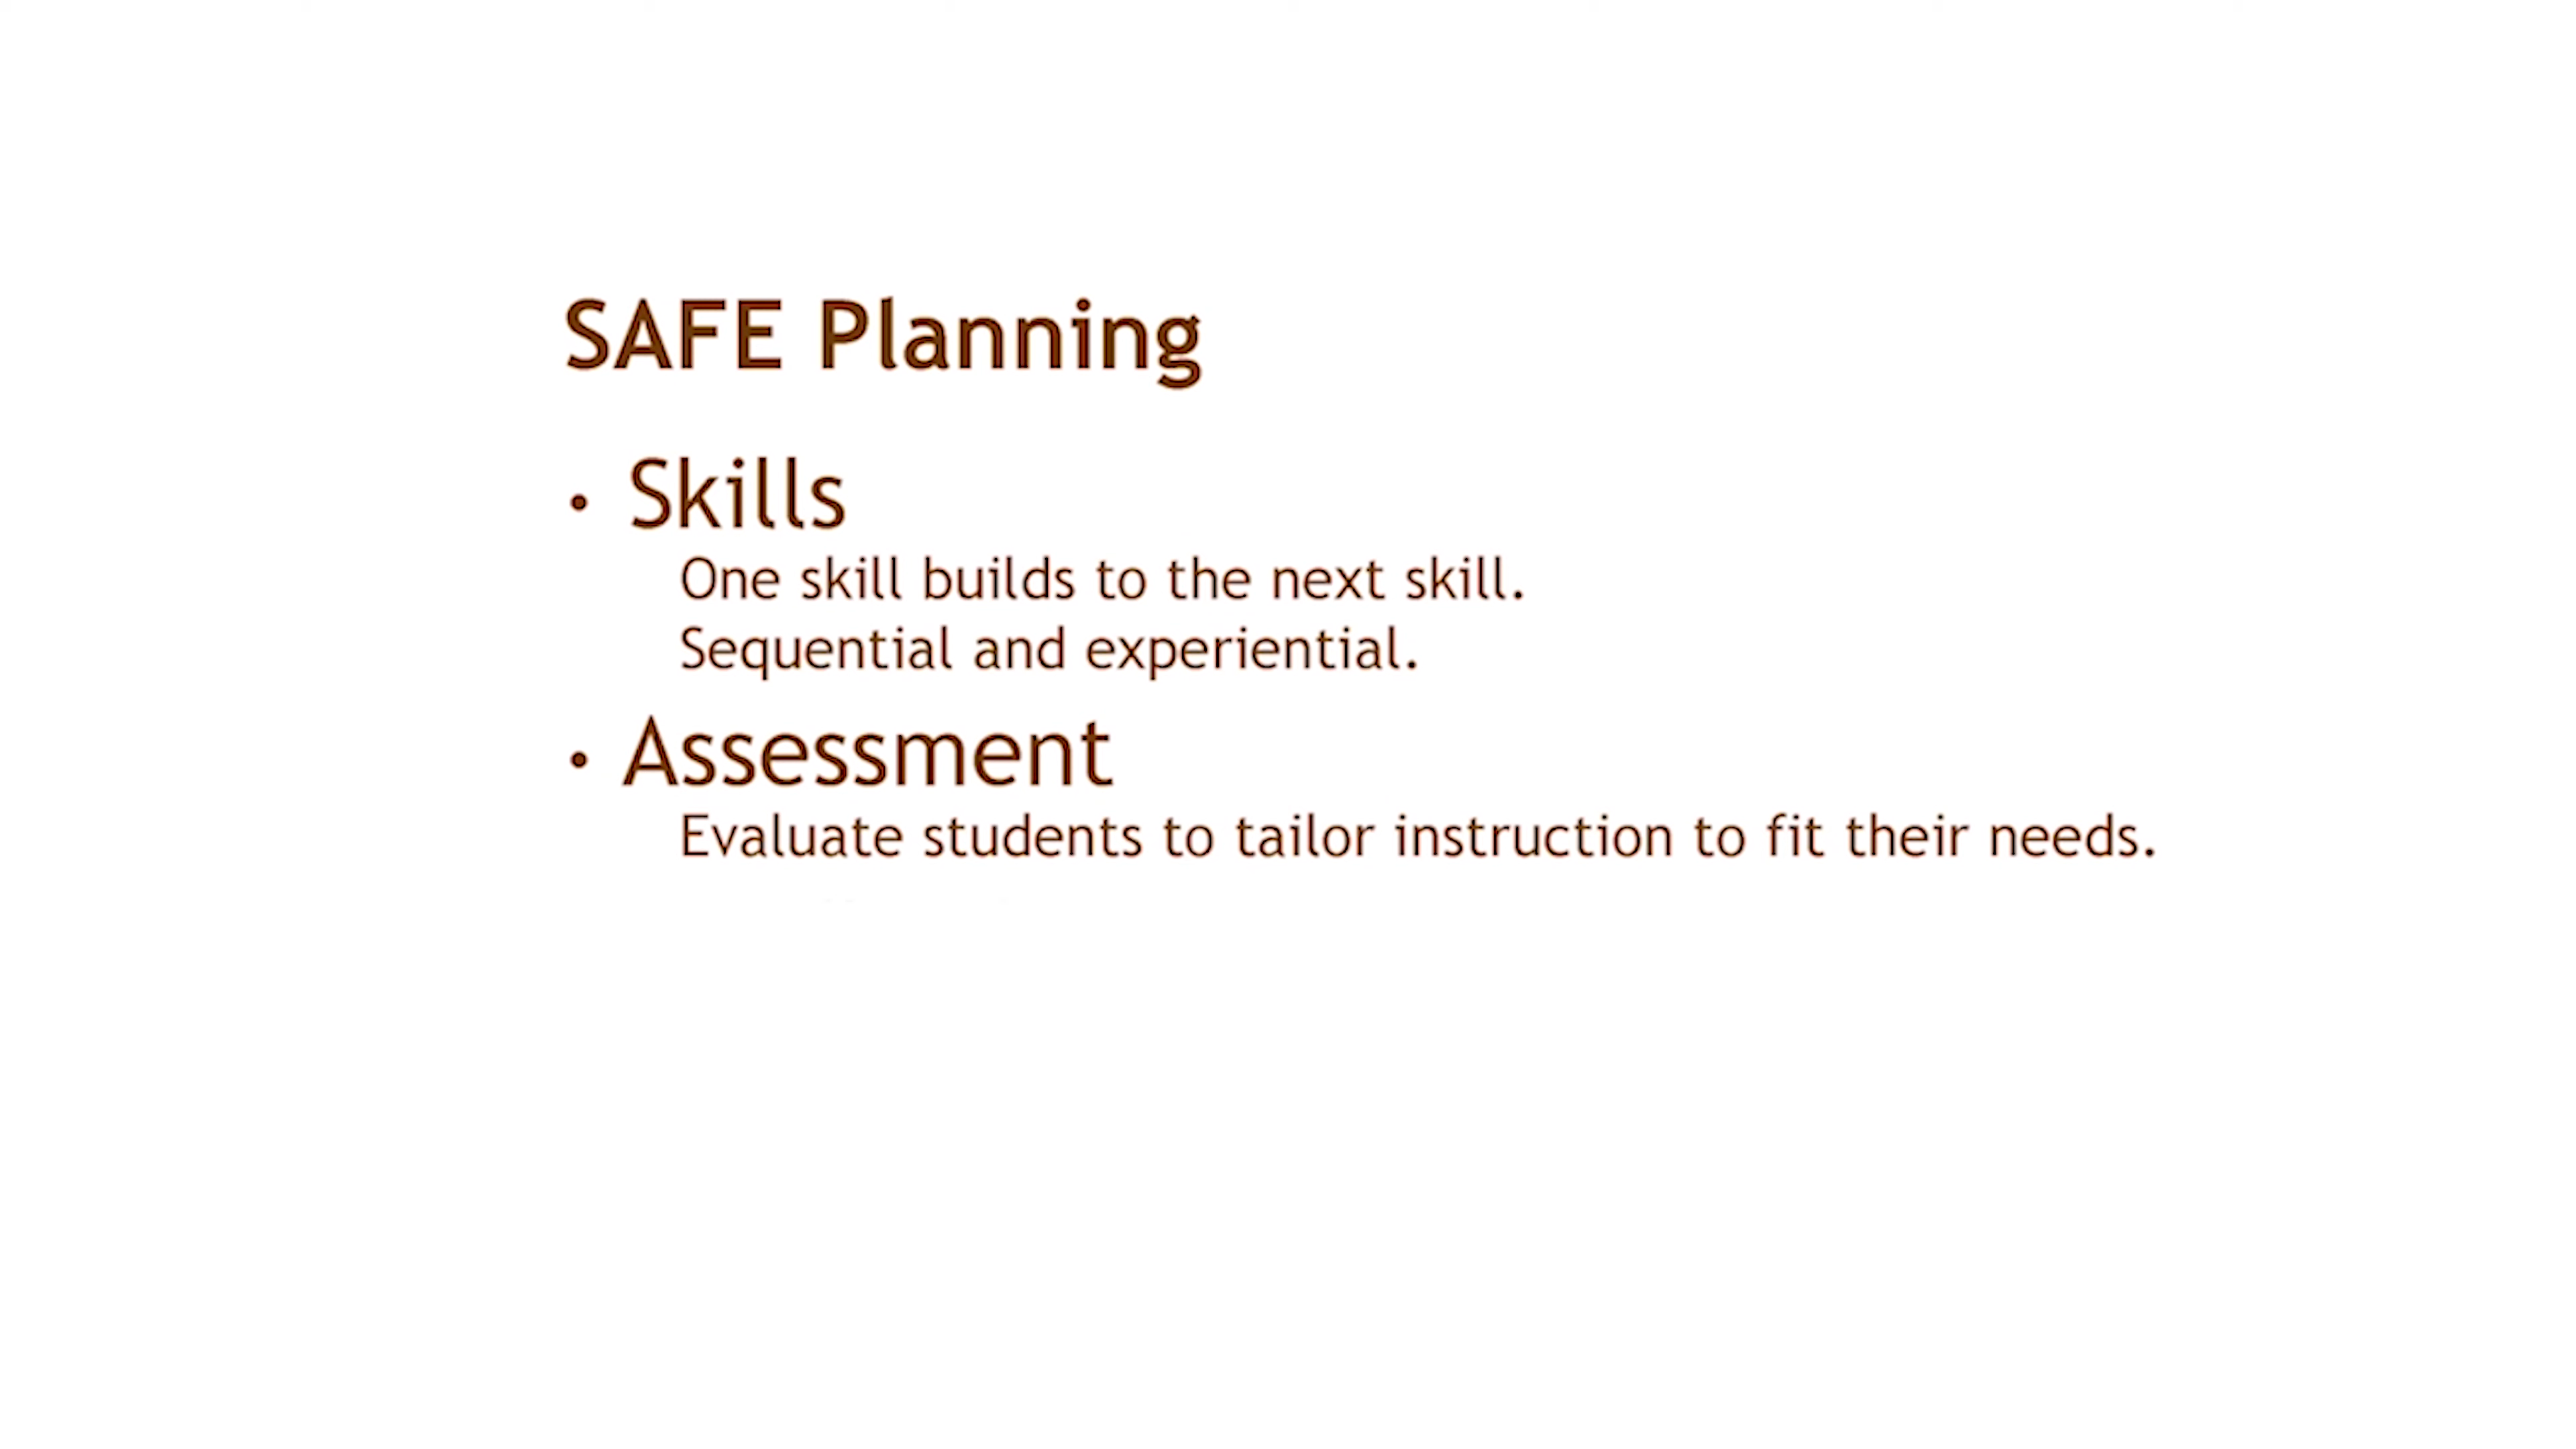 SAFE Planning
• Skills
One skill builds to the next skill.
Sequential and experiential.
• Assessment
Evaluate students to tailor instruction to fit their needs.